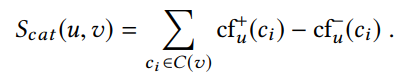 S_{cat}(u, v) = \sum_{c_i \in C(v)} \mathrm{cf}_u^+(c_i) - \mathrm{cf}_u^-(c_i) .